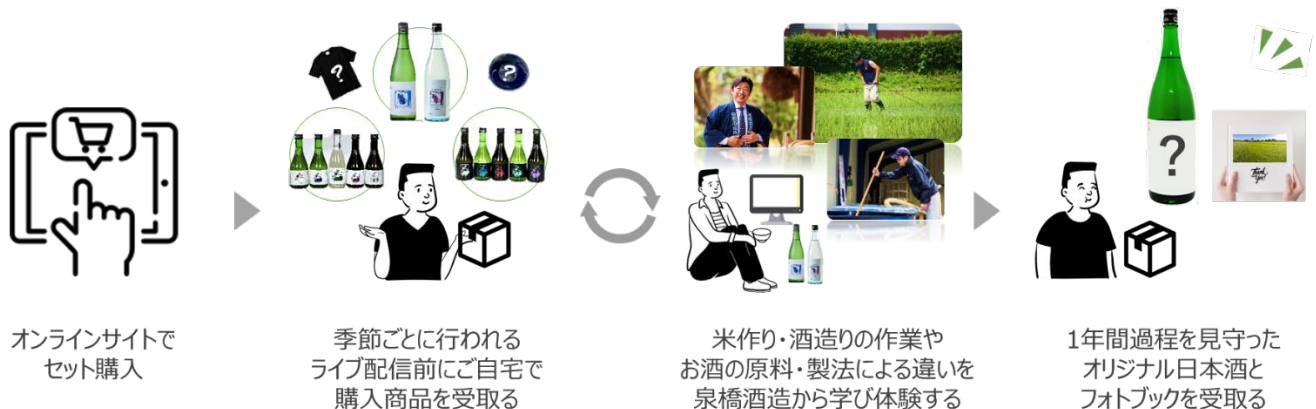 ?
?
?
Thank
you!
オンラインサイトで
セット購入
季節ごとに行われる
ライブ配信前にご自宅で
購入商品を受取る
米作り・酒造りの作業や
お酒の原料・製法による違いを
泉橋酒造から学び体験する
1年間過程を見守った
オリジナル日本酒と
フォトブックを受取る